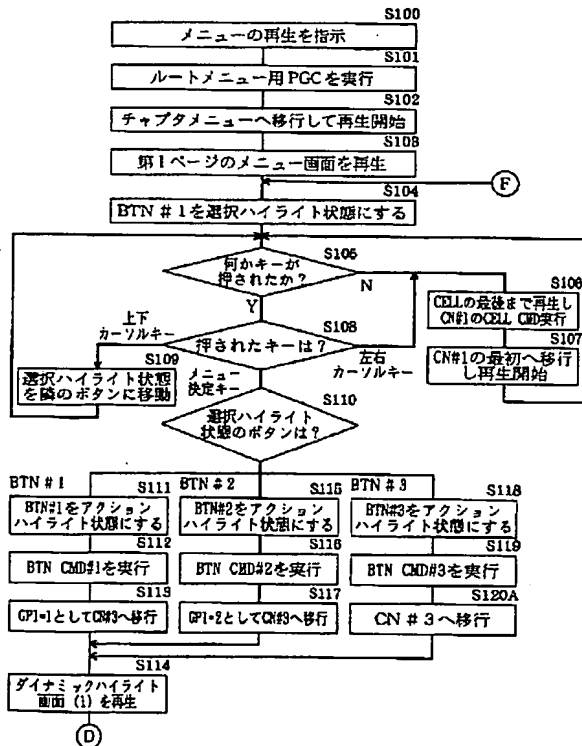 S100
メニューの再生を指示
S101
ルートメニュー用 PGCを実行
S102
チャプタメニューへ移行して再生開始
S103
第1ページのメニュー画面を再生
F
S104
BTN #1を選択ハイライト状態にする
S105
何かキーが
押されたか?
N
Y
S106
CELLの最後まで再生し
CN#1のCELL CMD実行
S107
CN#1の最初へ移行
し再生開始
上下
カーソルキー
S108
押されたキーは?
左右
カーソルキー
S109
選択ハイライト状態
を隣のボタンに移動
メニュー
決定キー
S110
選択ハイライト
状態のボタンは?
BTN #1
S111
BTN#1をアクション
ハイライト状態にする
S112
BTN CMD#1を実行
S113
GP1=1としてCN#3へ移行
BTN #2
S115
BTN#2をアクション
ハイライト状態にする
S116
BTN CMD#2を実行
S117
GP1=2としてCN#3へ移行
BTN #3
S118
BTN#3をアクション
ハイライト状態にする
S119
BTN CMD#3を実行
S120A
CN #3へ移行
S114
ダイナミックハイライト
画面 (1) を再生
D